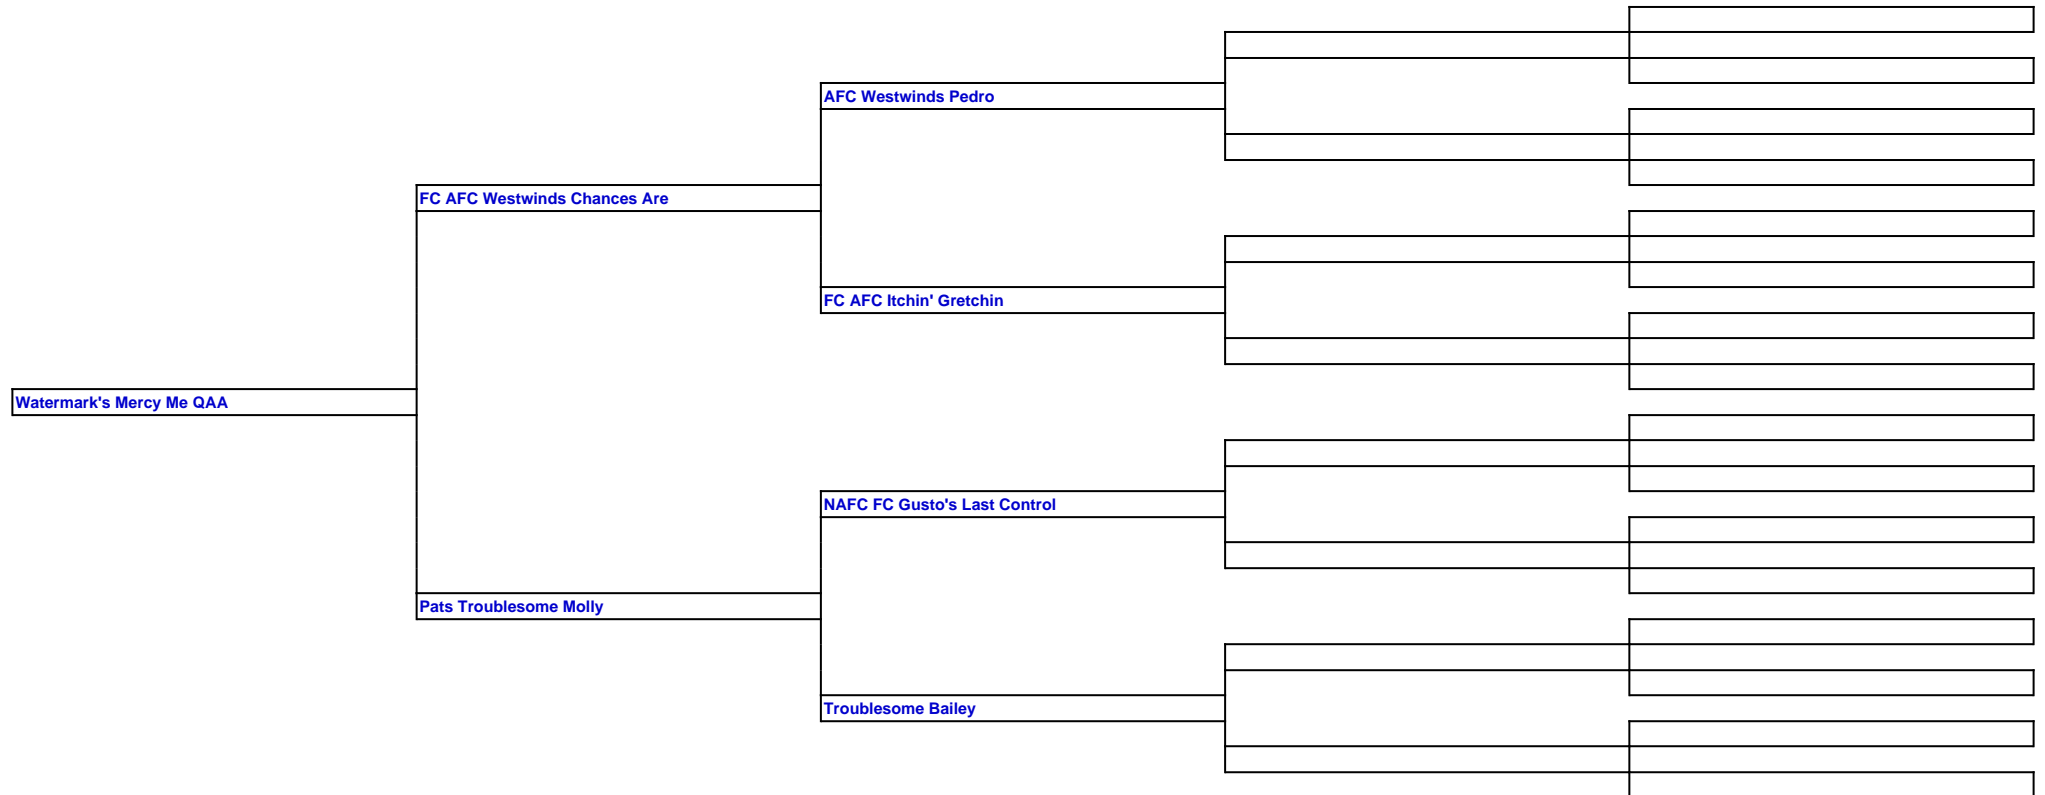 AFC Westwinds Pedro
FC AFC Westwinds Chances Are
FC AFC Itchin' Gretchin
Watermark's Mercy Me QAA
NAFC FC Gusto's Last Control
Pats Troublesome Molly
Troublesome Bailey